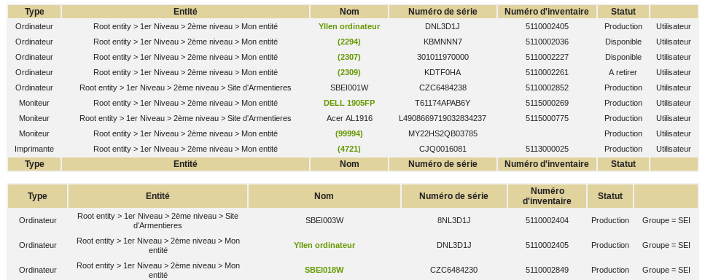 Type Entité Nom Numéro de série Numéro d'inventaire Statut
Ordinateur Root entity > 1er Niveau > 2ème niveau > Mon entité Yllen ordinateur DNL3D1J 5110002405 Production Utilisateur
Ordinateur Root entity > 1er Niveau > 2ème niveau > Mon entité (2294) KBMNNN7 5110002036 Disponible Utilisateur
Ordinateur Root entity > 1er Niveau > 2ème niveau > Mon entité (2307) 301011970000 5110002227 Disponible Utilisateur
Ordinateur Root entity > 1er Niveau > 2ème niveau > Mon entité (2309) KDTF0HA 5110002261 A retirer Utilisateur
Ordinateur Root entity > 1er Niveau > 2ème niveau > Site d'Armentieres SBEI001W CZC6484238 5110002852 Production Utilisateur
Moniteur Root entity > 1er Niveau > 2ème niveau > Mon entité DELL 1905FP T61174APAB6Y 5115000269 Production Utilisateur
Moniteur Root entity > 1er Niveau > 2ème niveau > Site d'Armentieres Acer AL1916 L4908669719032834237 5115000775 Production Utilisateur
Moniteur Root entity > 1er Niveau > 2ème niveau > Mon entité (99994) MY22HS2QB03785 Production Utilisateur
Imprimante Root entity > 1er Niveau > 2ème niveau > Mon entité (4721) CJQ0016081 5113000025 Production Utilisateur
Type Entité Nom Numéro de série Numéro d'inventaire Statut
Type Entité Nom Numéro de série Numéro
d'inventaire Statut
Ordinateur Root entity > 1er Niveau > 2ème niveau > Site
d'Armentieres SBEI003W 8NL3D1J 5110002404 Production Groupe = SEI
Ordinateur Root entity > 1er Niveau > 2ème niveau > Mon
entité Yllen ordinateur DNL3D1J 5110002405 Production Groupe = SEI
Ordinateur Root entity > 1er Niveau > 2ème niveau > Mon
entité SBEI018W CZC6484230 5110002849 Production Groupe = SEI